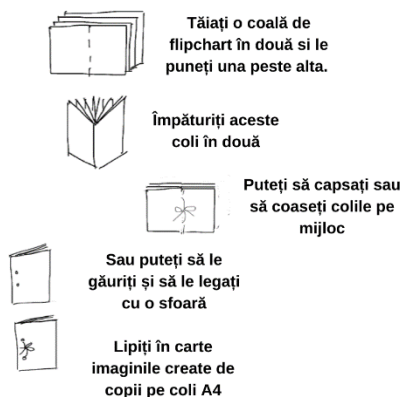 Tăiați o coală de
flipchart în două si le
puneți una peste alta.
Împăturiți aceste
coli în două
Puteți să capsați sau
să coaseți colile pe
mijloc
Sau puteți să le
găuriți și să le legați
cu o sfoară
Lipiți în carte
imaginile create de
copii pe coli A4